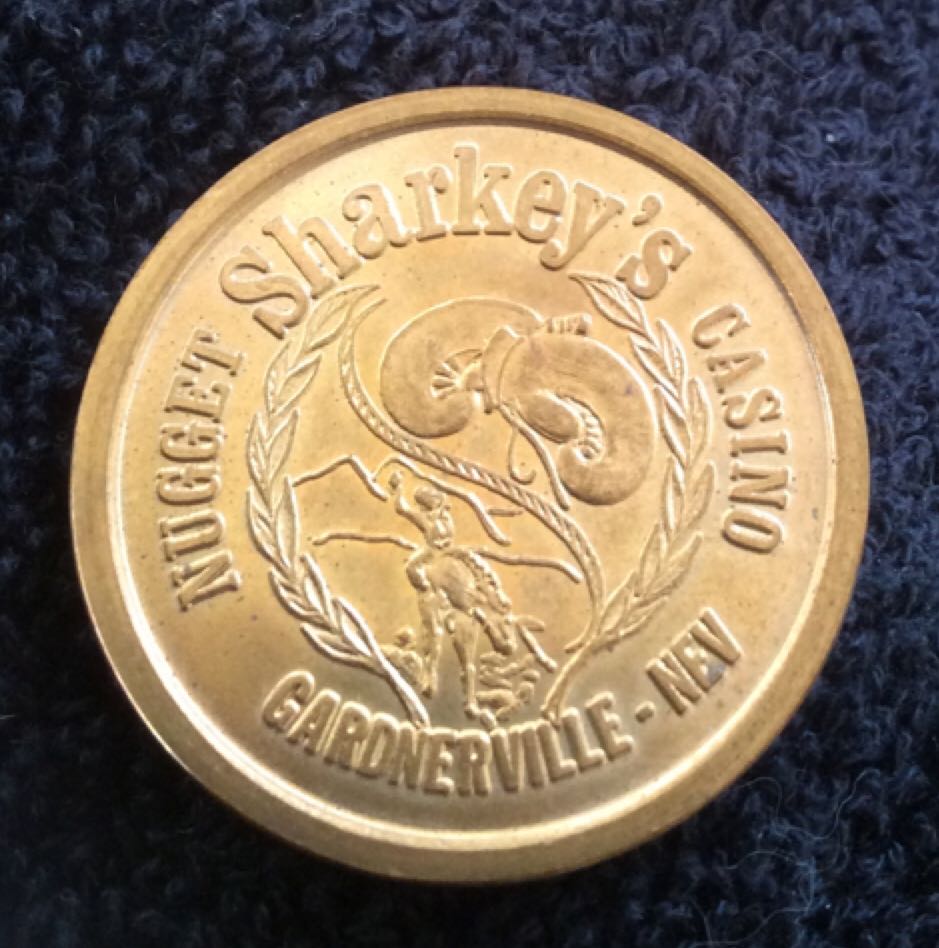 Sharkey's
NUGGET
CASINO
GARDNERVILLE - NEV